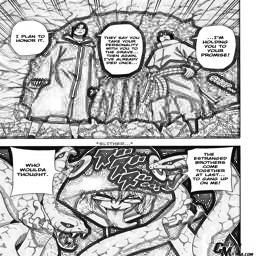 ...I'M
HOLDING
YOU TO
YOUR
PROMISE!
THEY SAY YOU
TAKE YOUR
PERSONALITY
WITH YOU
TO THE GRAVE...
THEN AGAIN,
I'VE ALREADY
DIED ONCE...
I PLAN TO
HONOR IT.
*SLITHER...*
THE
ESTRANGED
BROTHERS
COME
TOGETHER
AT LAST...
TO GANG UP
ON ME!
WHO
WOULDA
THOUGHT.